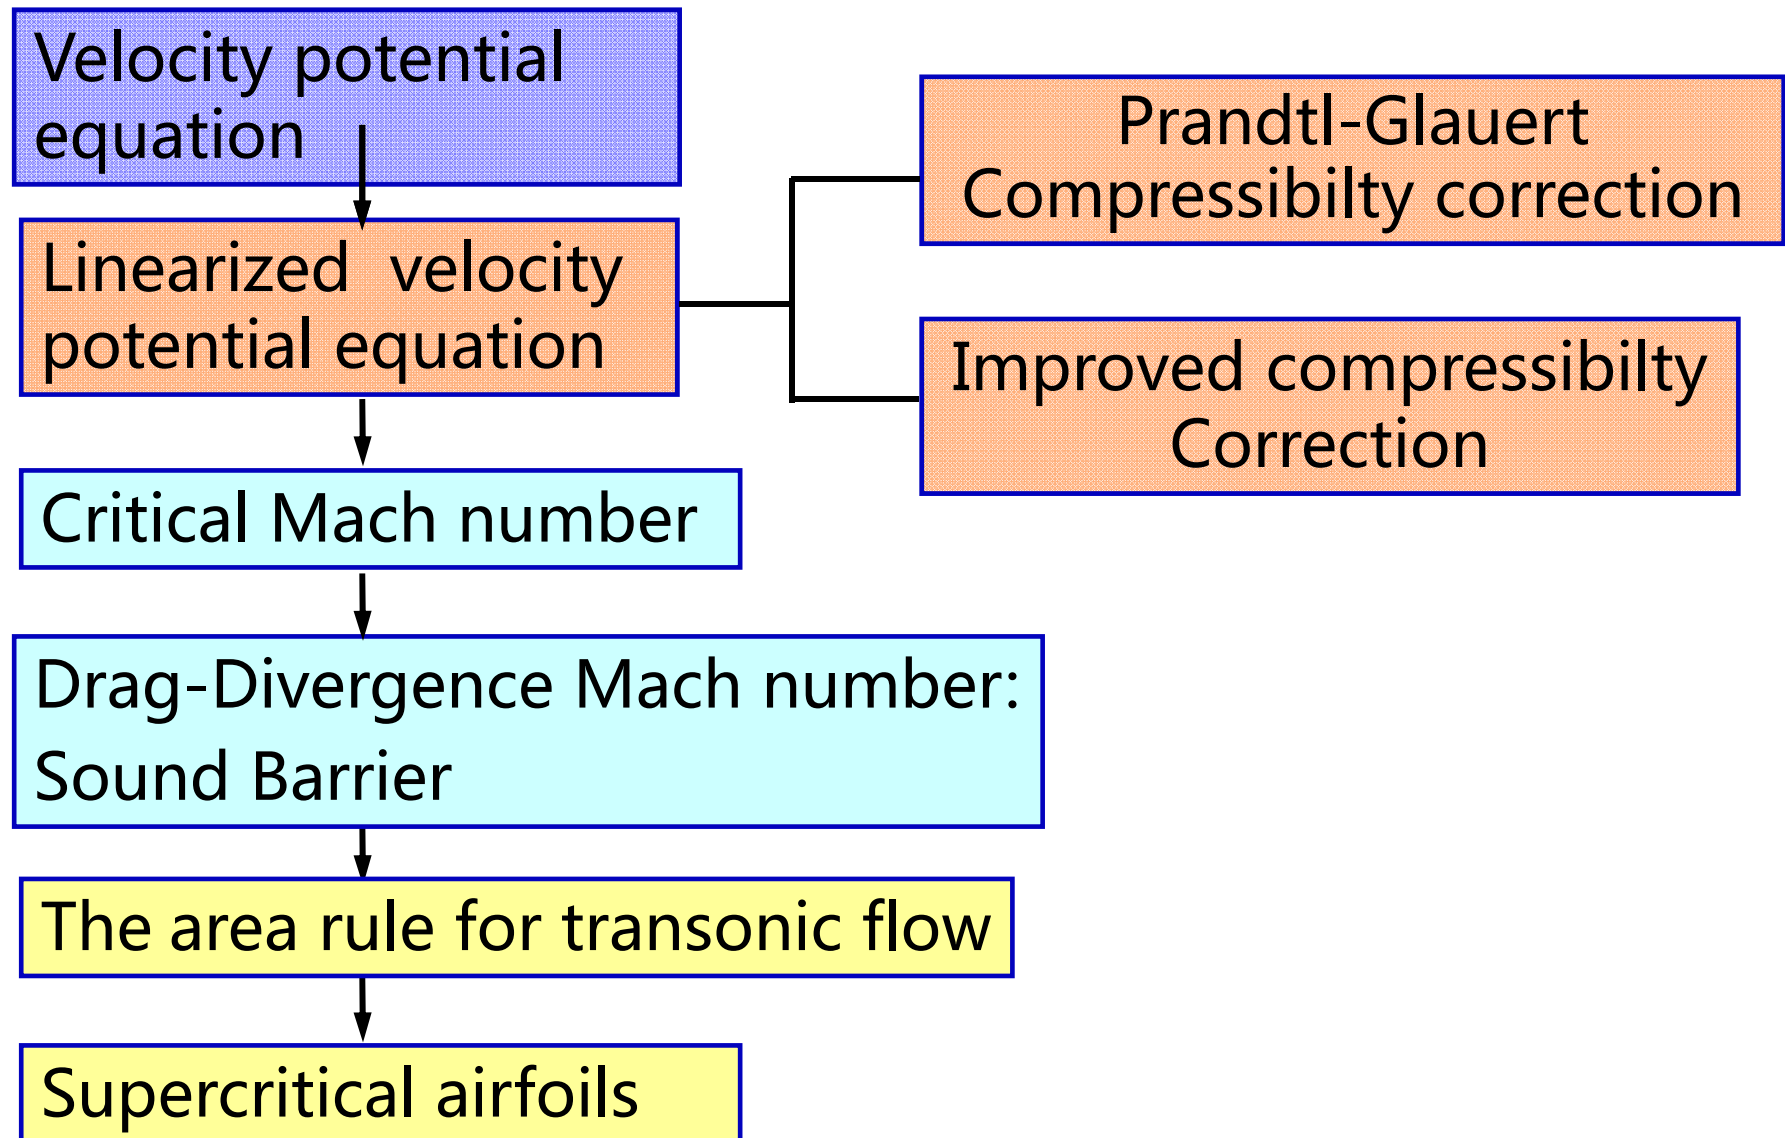 Velocity potential
equation
Prandtl-Glauert
Compressibilty correction
Linearized  velocity
potential equation
Improved compressibilty
Correction
Critical Mach number
Drag-Divergence Mach number:
Sound Barrier
The area rule for transonic flow
Supercritical airfoils